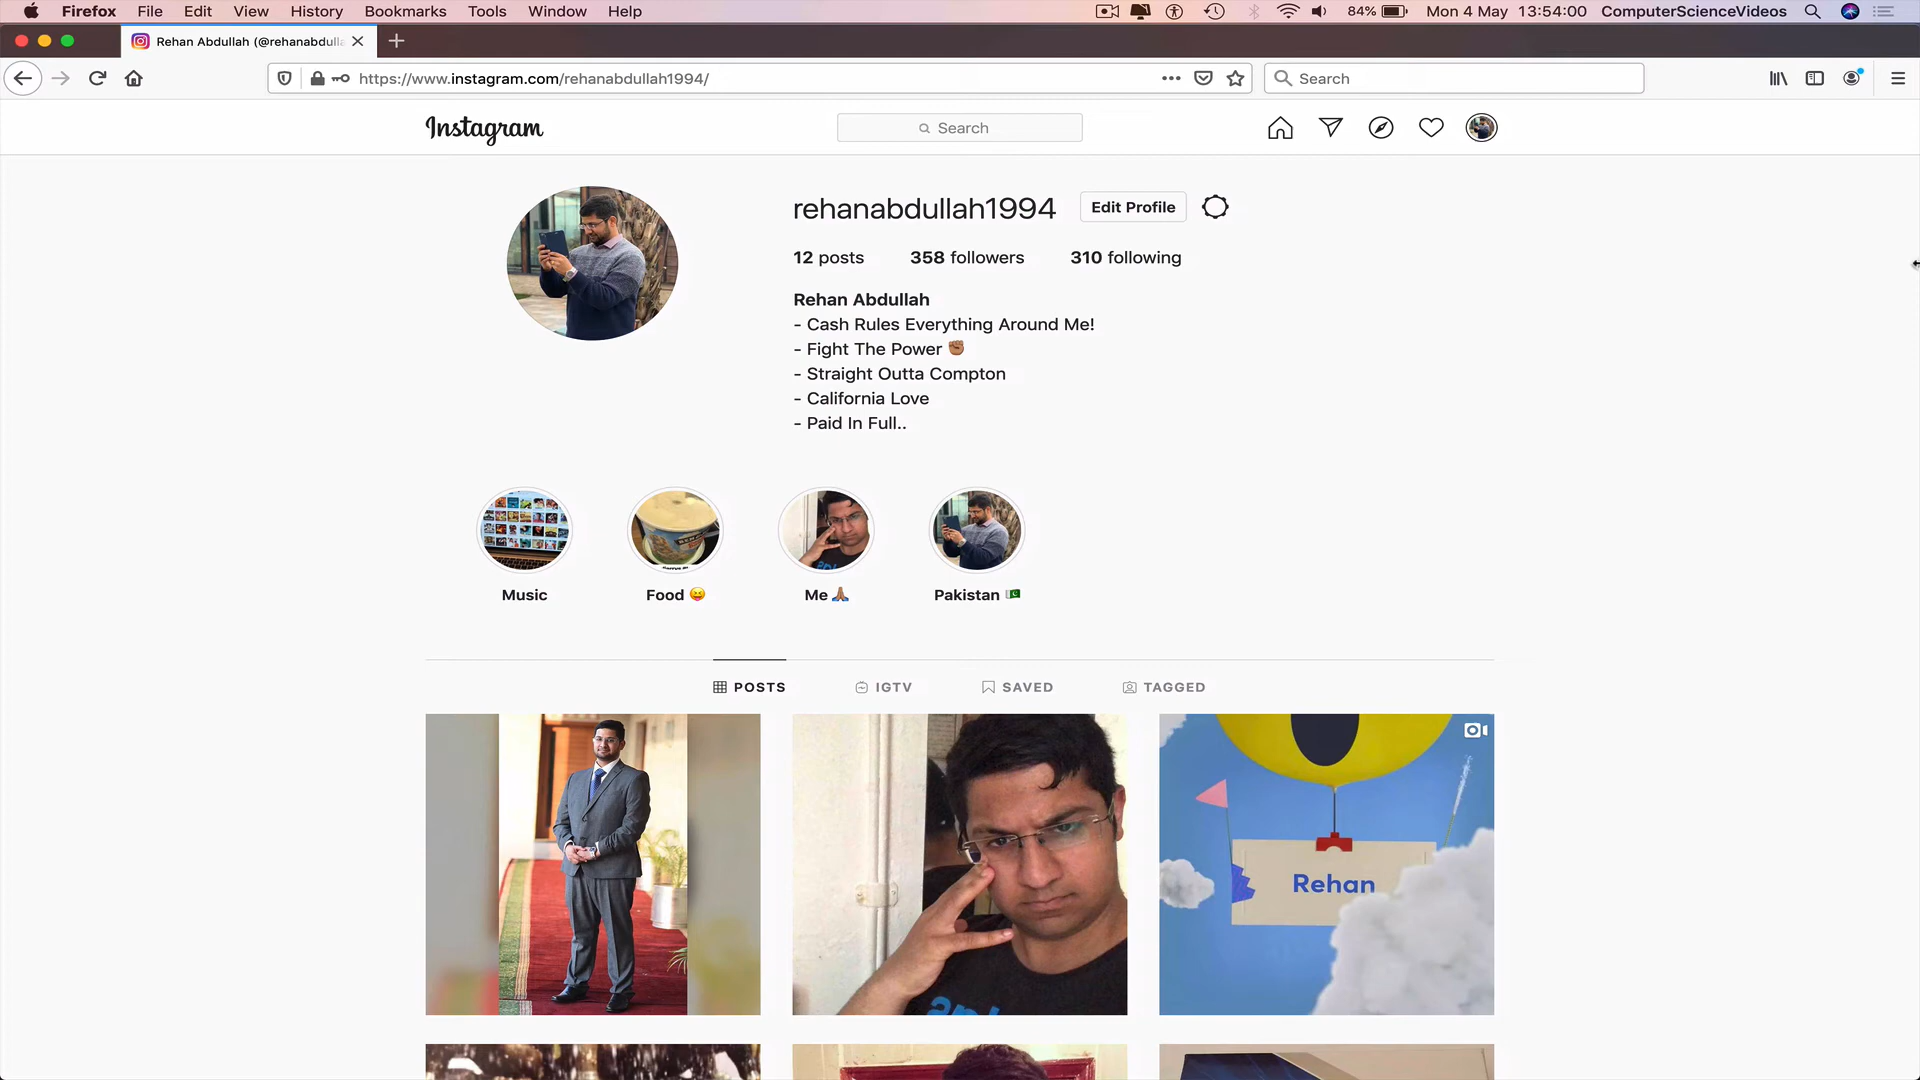 Firefox File Edit View History Bookmarks Tools Window Help 84% Mon 4 May 13:54:00 ComputerScienceVideos
Rehan Abdullah (@rehanabdulla
https://www.instagram.com/rehanabdullah1994/ Search
Instagram Search
rehanabdullah1994 Edit Profile
12 posts 358 followers 310 following
Rehan Abdullah
- Cash Rules Everything Around Me!
- Fight The Power ✊🏾
- Straight Outta Compton
- California Love
- Paid In Full..
Music Food 😝 Me 🙏🏽 Pakistan 🇵🇰
POSTS IGTV SAVED TAGGED
Rehan